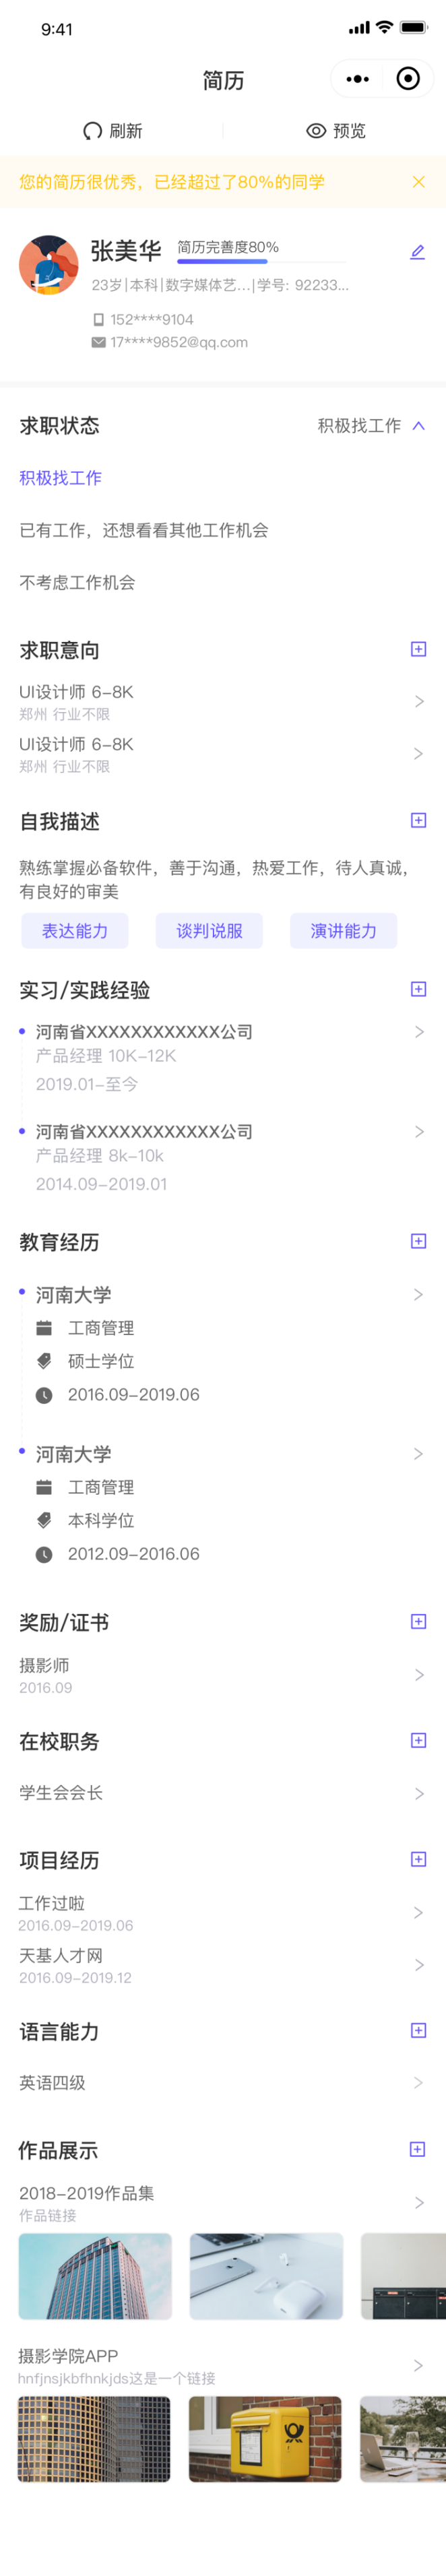 9:41
简历
刷新
预览
您的简历很优秀，已经超过了80%的同学
张美华
简历完善度80%
23岁|本科|数字媒体艺...|学号: 92233...
152****9104
17****9852@qq.com
求职状态
积极找工作
积极找工作
已有工作，还想看看其他工作机会
不考虑工作机会
求职意向
UI设计师 6-8K
郑州 行业不限
UI设计师 6-8K
郑州 行业不限
自我描述
熟练掌握必备软件，善于沟通，热爱工作，待人真诚，
有良好的审美
表达能力
谈判说服
演讲能力
实习/实践经验
河南省XXXXXXXXXXXX公司
产品经理 10K-12K
2019.01-至今
河南省XXXXXXXXXXXX公司
产品经理 8k-10k
2014.09-2019.01
教育经历
河南大学
工商管理
硕士学位
2016.09-2019.06
河南大学
工商管理
本科学位
2012.09-2016.06
奖励/证书
摄影师
2016.09
在校职务
学生会会长
项目经历
工作过啦
2016.09-2019.06
天基人才网
2016.09-2019.12
语言能力
英语四级
作品展示
2018-2019作品集
作品链接
摄影学院APP
hnfjnsjkbfhnkjds这是一个链接